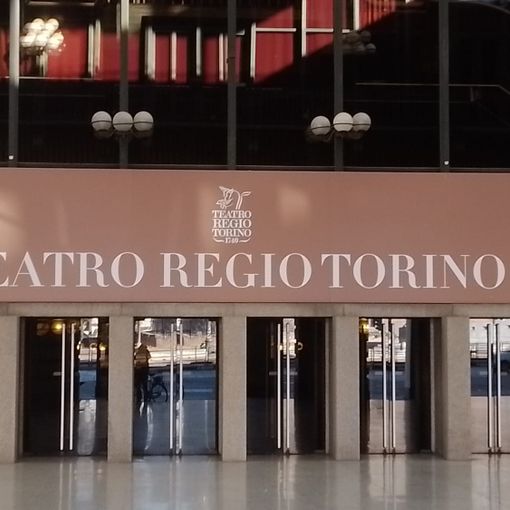 TEATRO
REGIO
TORINO
1740
EATRO REGIO TORINO